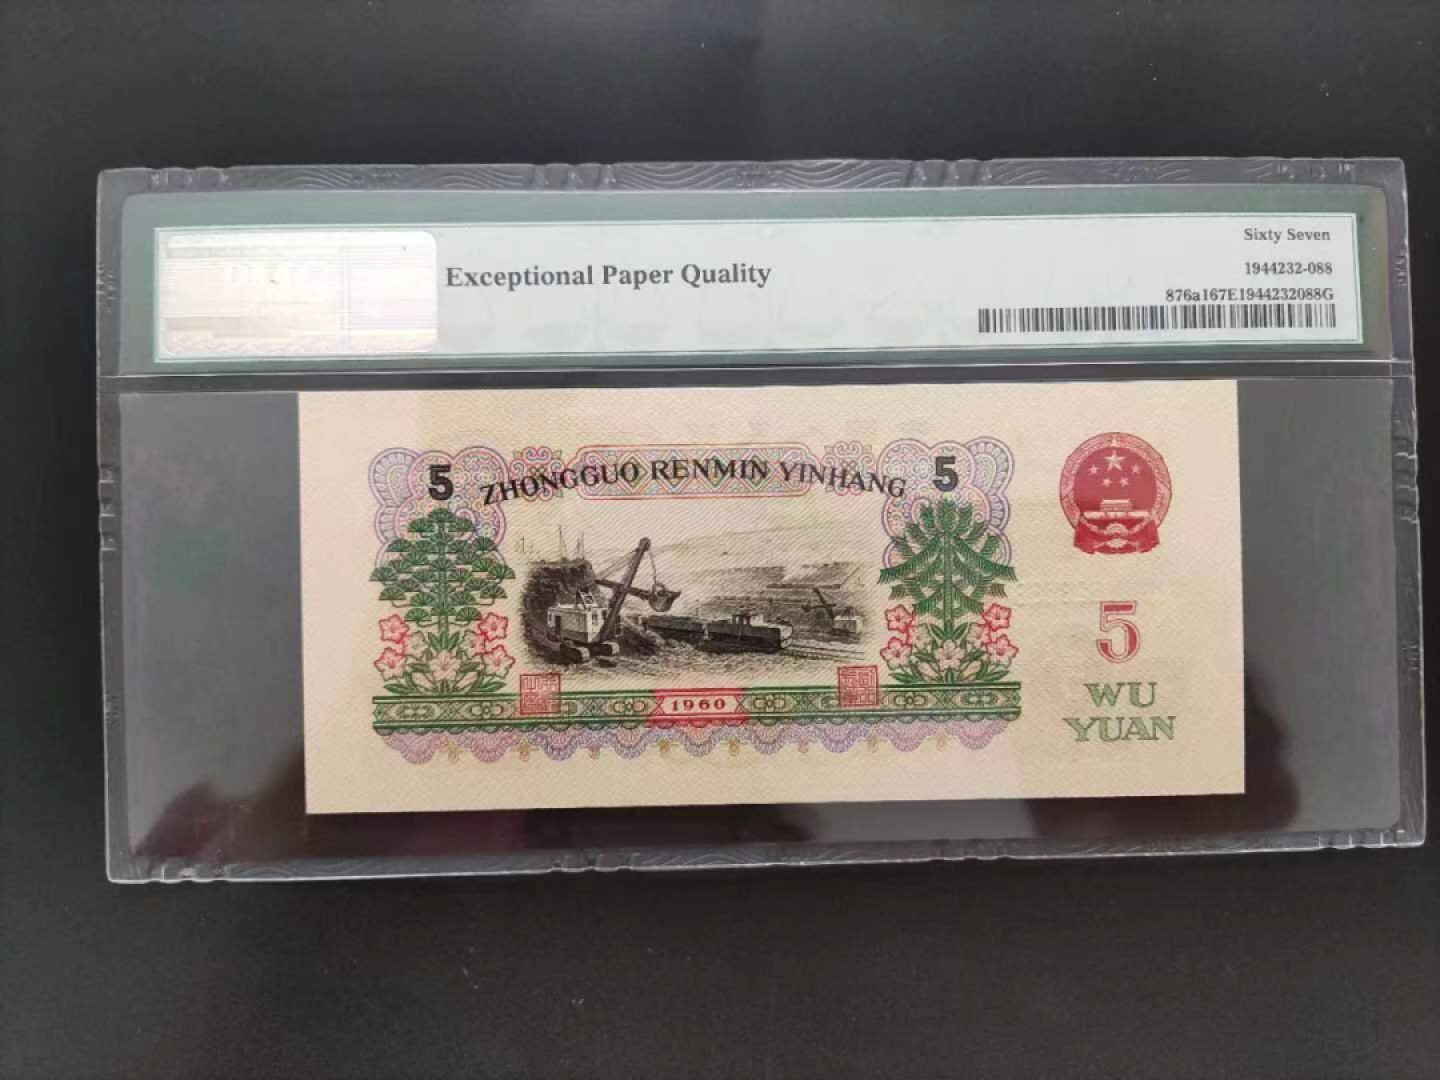 Sixty Seven
Exceptional Paper Quality
1944232-088
876a167E1944232088G
5 ZHONGGUO RENMIN YINHANG 5
5
1960
WU
YUAN